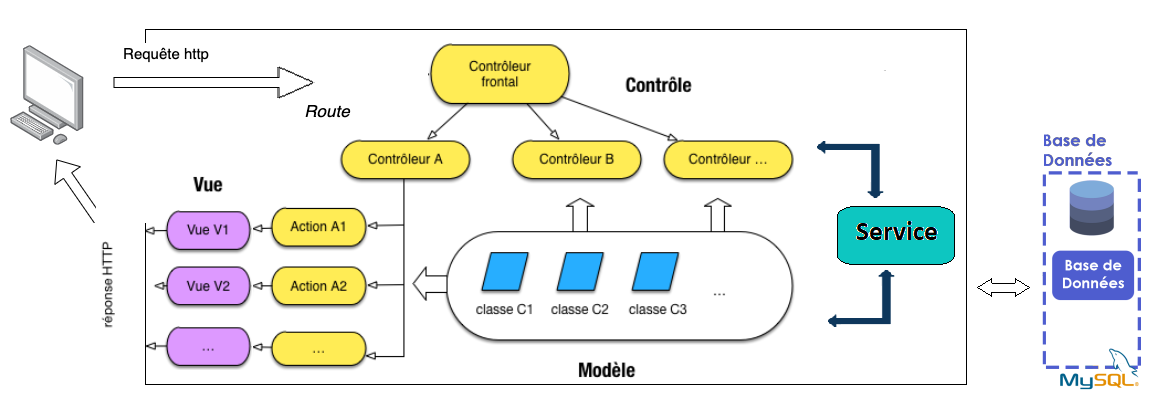 Requête http
Route
Contrôleur
frontal
Contrôle
Contrôleur A
Contrôleur B
Contrôleur ...
Vue
Vue V1
Action A1
Vue V2
Action A2
...
...
réponse HTTP
classe C1
classe C2
classe C3
...
Modèle
Service
Base de
Données
Base de
Données
MySQL